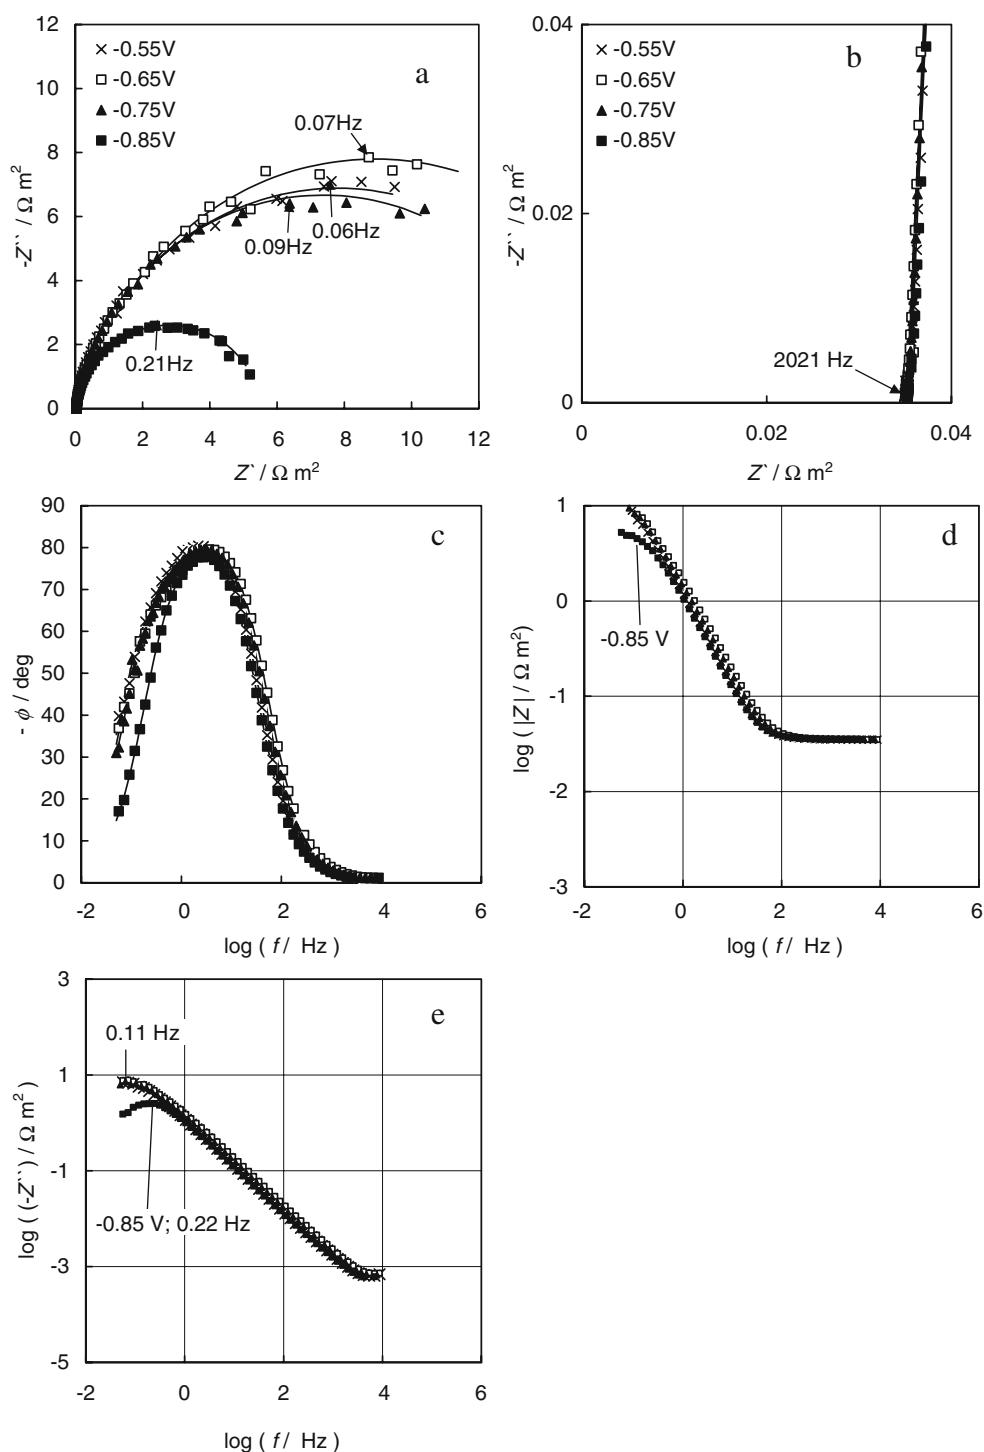 12
10
8
6
4
2
0
0 2 4 6 8 10 12
-Z`` / Ω m²
Z` / Ω m²
× -0.55V
□ -0.65V
▲ -0.75V
■ -0.85V
a
0.07Hz
0.09Hz
0.06Hz
0.21Hz
0.04
0.02
0
0 0.02 0.04
-Z`` / Ω m²
Z` / Ω m²
× -0.55V
□ -0.65V
▲ -0.75V
■ -0.85V
b
2021 Hz
90
80
70
60
50
40
30
20
10
0
-2 0 2 4 6
- ϕ / deg
log ( f / Hz )
c
1
0
-1
-2
-3
-2 0 2 4 6
log ( |Z | / Ω m²)
log ( f / Hz )
d
-0.85 V
3
1
-1
-3
-5
-2 0 2 4 6
log ( (-Z``) / Ω m² )
log ( f / Hz )
e
0.11 Hz
-0.85 V; 0.22 Hz